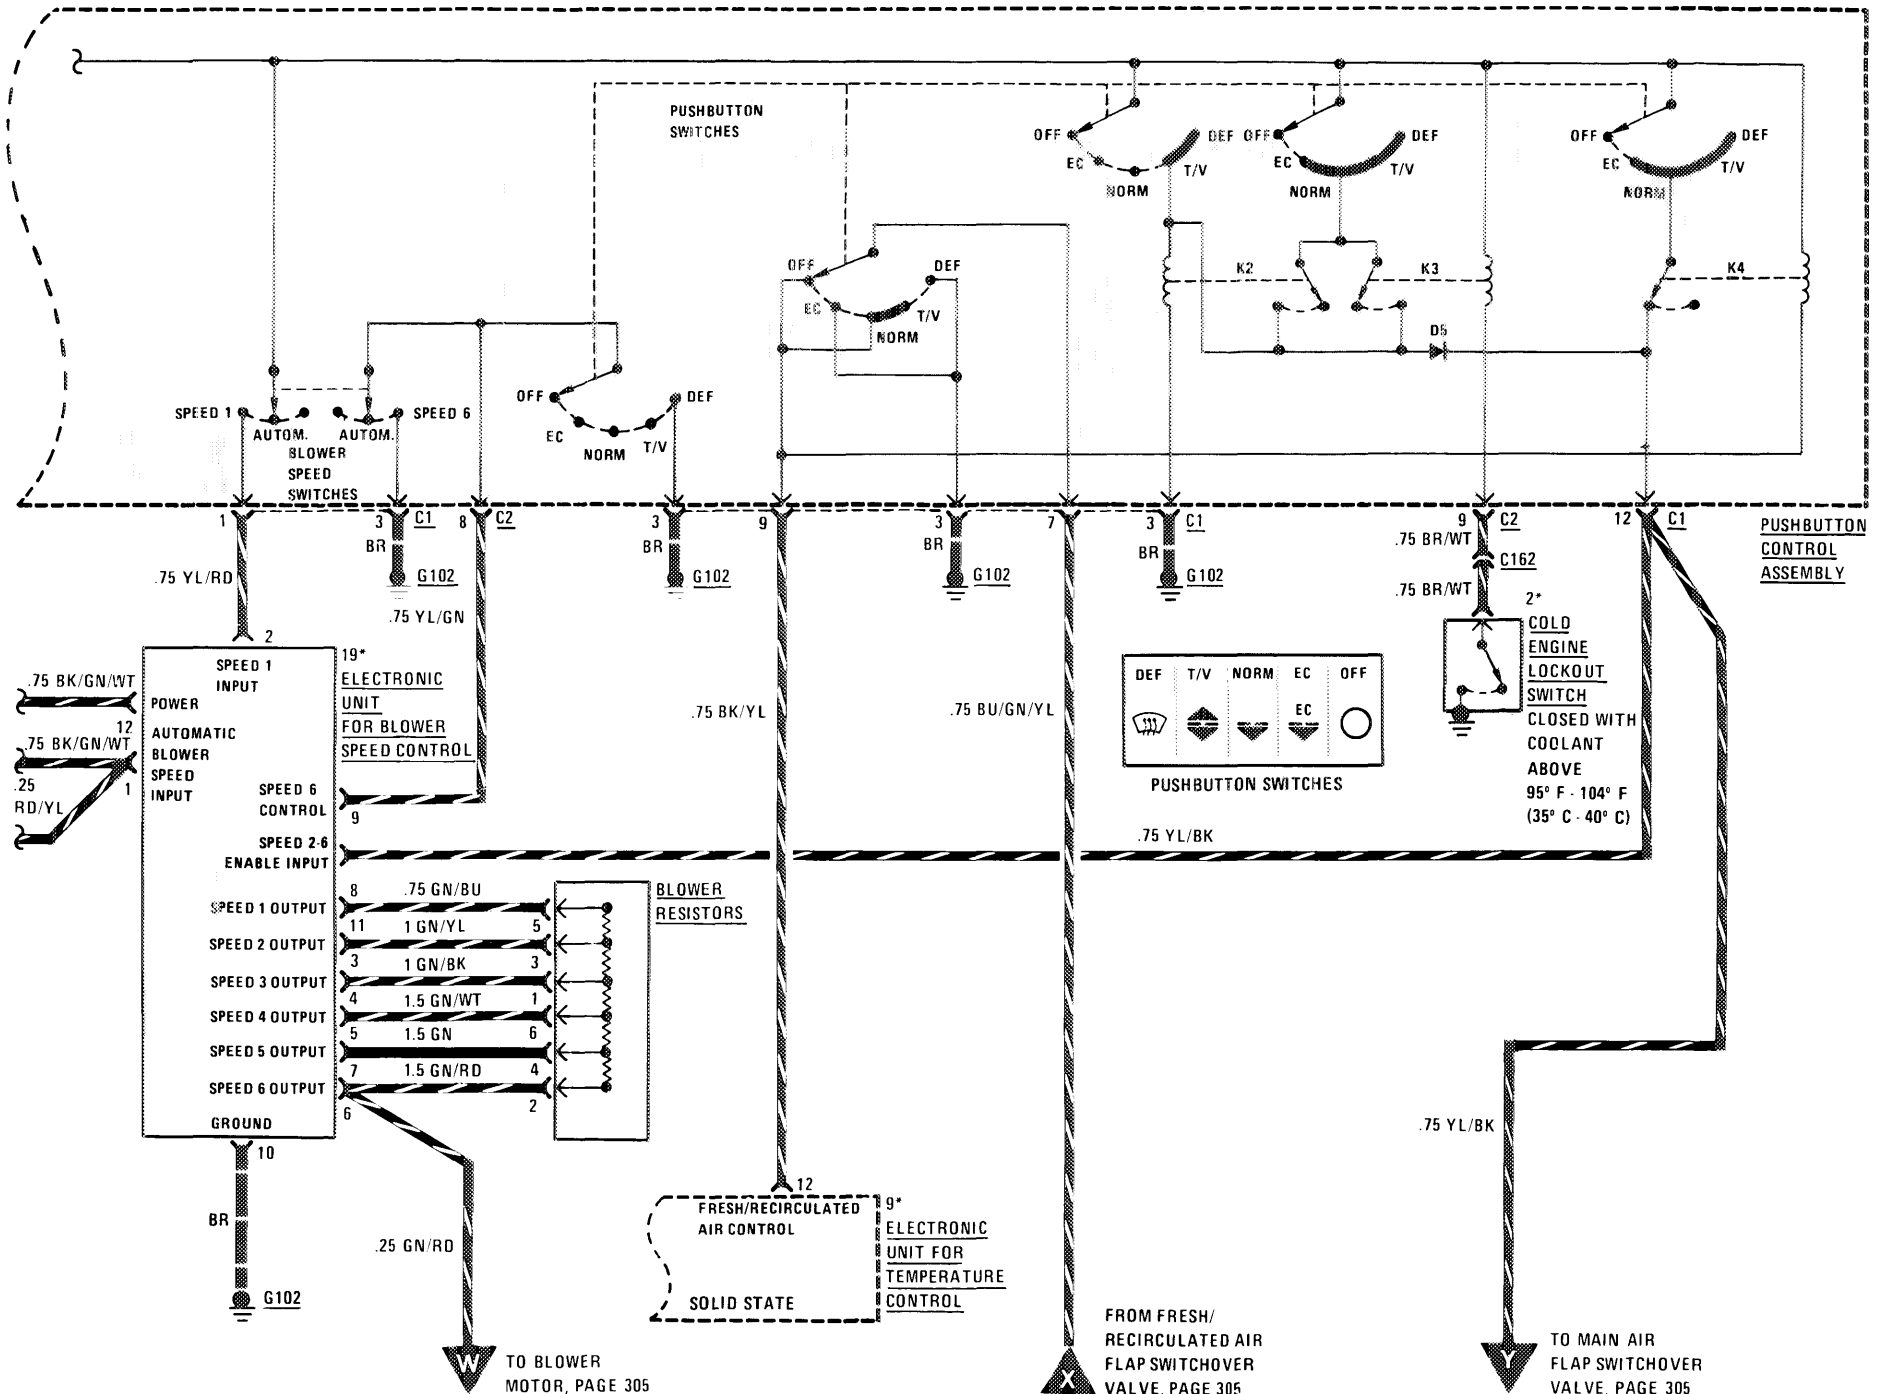 PUSHBUTTON
SWITCHES
OFF
EC
NORM
T/V
DEF
OFF
EC
NORM
T/V
DEF
OFF
EC
NORM
T/V
DEF
OFF
EC
NORM
T/V
DEF
K2
K3
K4
D5
SPEED 1
AUTOM.
AUTOM.
SPEED 6
BLOWER
SPEED
SWITCHES
OFF
EC
NORM
T/V
DEF
1
3
C1
8
C2
3
9
3
7
3
C1
9
C2
12
C1
PUSHBUTTON
CONTROL
ASSEMBLY
BR
G102
BR
G102
BR
G102
BR
G102
.75 BR/WT
C162
.75 BR/WT
.75 YL/RD
.75 YL/GN
2
2*
COLD
ENGINE
LOCKOUT
SWITCH
CLOSED WITH
COOLANT
ABOVE
95° F - 104° F
(35° C - 40° C)
SPEED 1
INPUT
19*
ELECTRONIC
UNIT
FOR BLOWER
SPEED CONTROL
.75 BK/GN/WT
POWER
12
.75 BK/GN/WT
AUTOMATIC
BLOWER
SPEED
INPUT
1
.25
RD/YL
.75 BK/YL
.75 BU/GN/YL
DEF
T/V
NORM
EC
OFF
EC
PUSHBUTTON SWITCHES
SPEED 6
CONTROL
9
SPEED 2-6
ENABLE INPUT
.75 YL/BK
8
.75 GN/BU
BLOWER
RESISTORS
SPEED 1 OUTPUT
11
1 GN/YL
5
SPEED 2 OUTPUT
3
1 GN/BK
3
SPEED 3 OUTPUT
4
1.5 GN/WT
1
SPEED 4 OUTPUT
5
1.5 GN
6
SPEED 5 OUTPUT
7
1.5 GN/RD
4
SPEED 6 OUTPUT
6
2
GROUND
10
BR
G102
.25 GN/RD
.75 YL/BK
12
FRESH/RECIRCULATED
AIR CONTROL
SOLID STATE
9*
ELECTRONIC
UNIT FOR
TEMPERATURE
CONTROL
W
TO BLOWER
MOTOR, PAGE 305
X
FROM FRESH/
RECIRCULATED AIR
FLAP SWITCHOVER
VALVE, PAGE 305
Y
TO MAIN AIR
FLAP SWITCHOVER
VALVE, PAGE 305